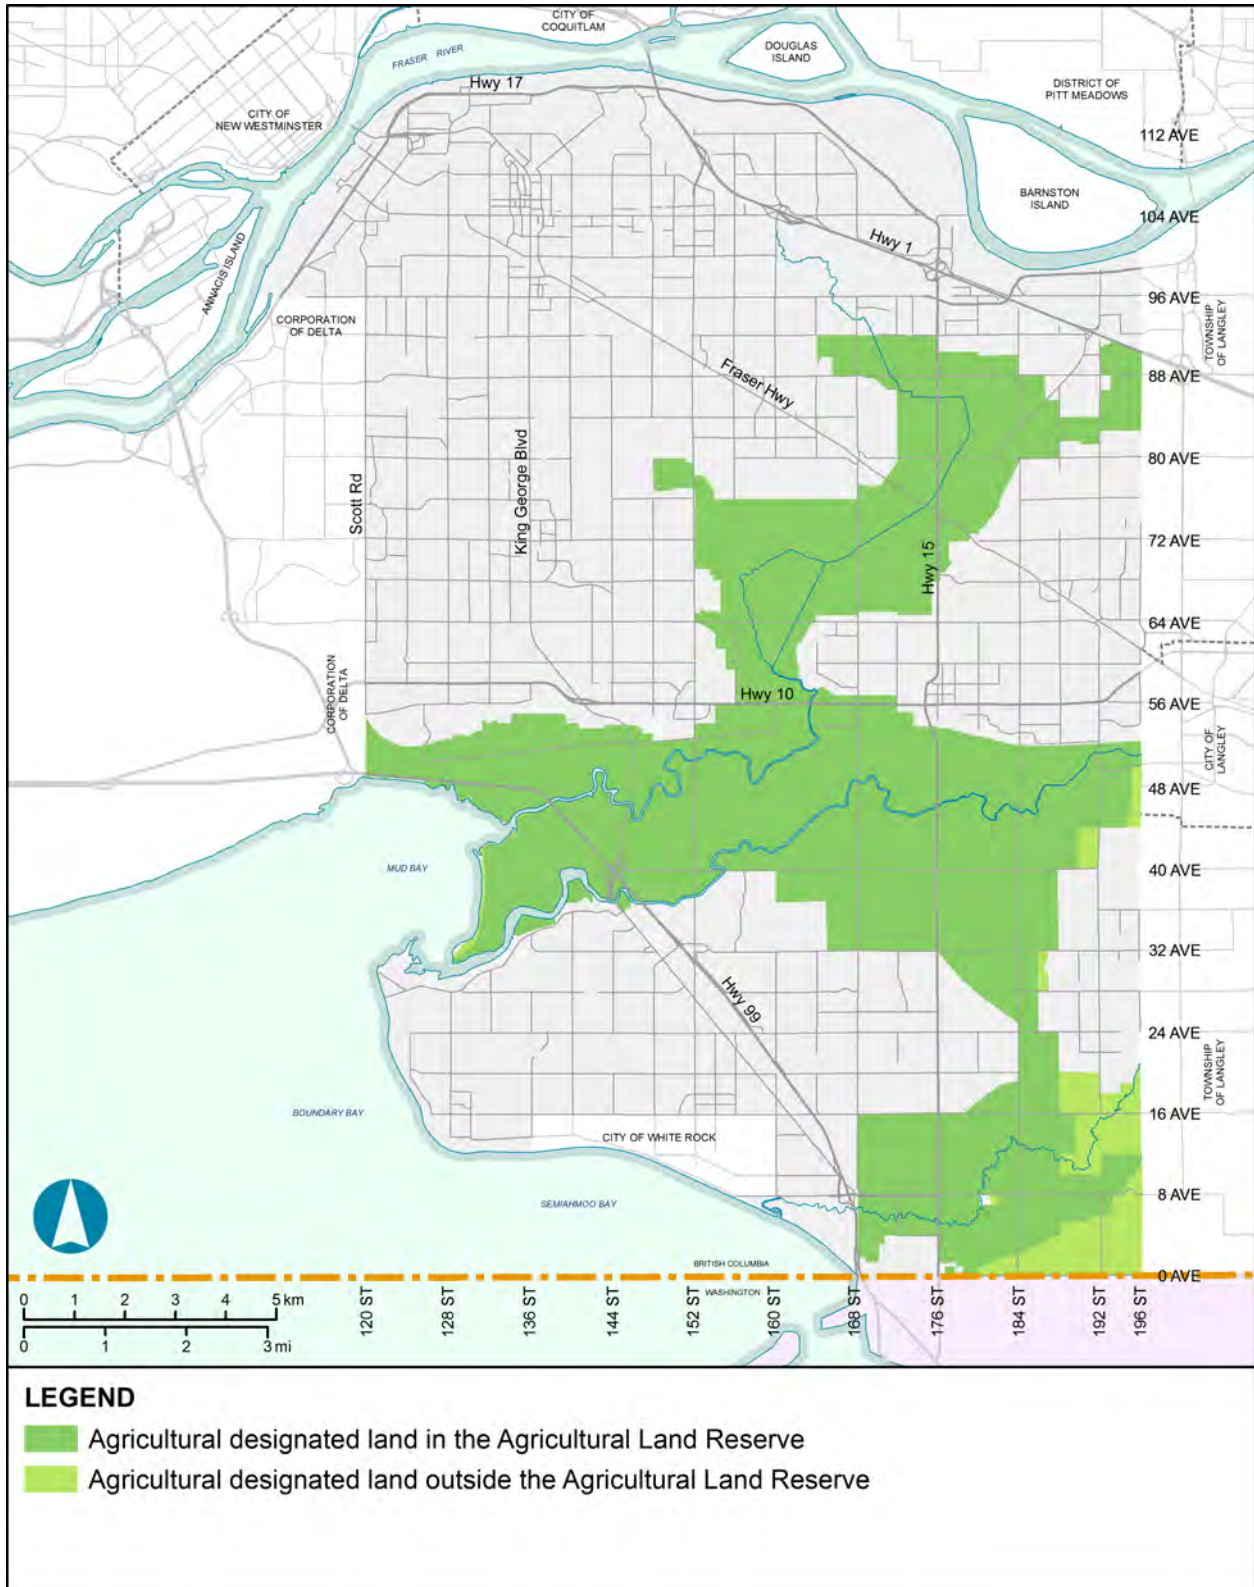 CITY OF
COQUITLAM
FRASER RIVER
DOUGLAS
ISLAND
Hwy 17
DISTRICT OF
PITT MEADOWS
CITY OF
NEW WESTMINSTER
112 AVE
BARNSTON
ISLAND
104 AVE
Hwy 1
ANNACIS ISLAND
96 AVE
CORPORATION
OF DELTA
TOWNSHIP
OF LANGLEY
88 AVE
Fraser Hwy
80 AVE
King George Blvd
Scott Rd
72 AVE
Hwy 15
64 AVE
CORPORATION
OF DELTA
Hwy 10
56 AVE
CITY OF
LANGLEY
48 AVE
MUD BAY
40 AVE
32 AVE
Hwy 99
24 AVE
TOWNSHIP
OF LANGLEY
BOUNDARY BAY
16 AVE
CITY OF WHITE ROCK
SEMIAHMOO BAY
8 AVE
BRITISH COLUMBIA
0 AVE
WASHINGTON
0 1 2 3 4 5 km
0 1 2 3 mi
120 ST
128 ST
136 ST
144 ST
152 ST
160 ST
168 ST
176 ST
184 ST
192 ST
196 ST
LEGEND
Agricultural designated land in the Agricultural Land Reserve
Agricultural designated land outside the Agricultural Land Reserve